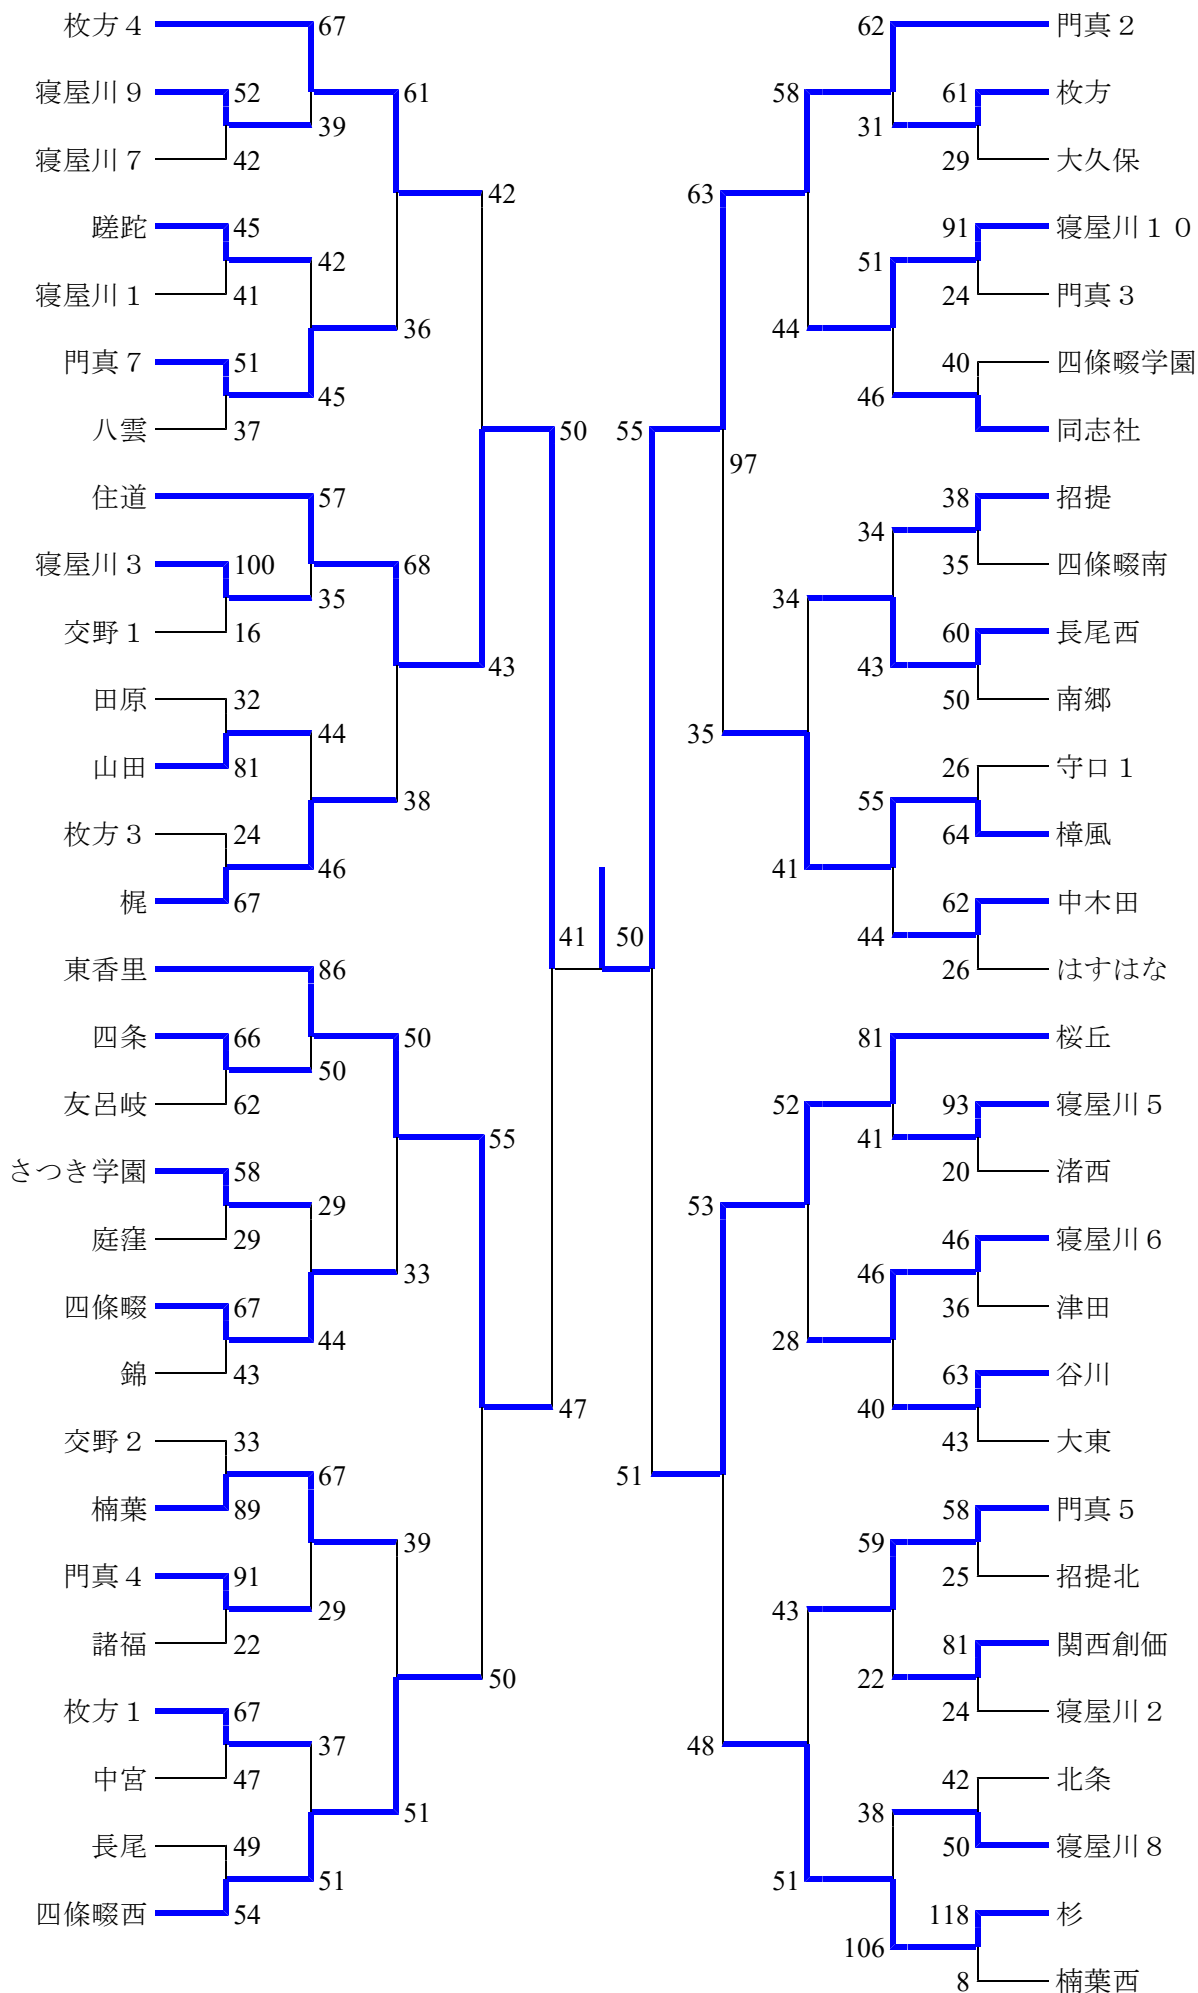 枚方４ 67 62 門真２
寝屋川９ 52 61 58 61 枚方
39 31
寝屋川７ 42 29 大久保
42 63
蹉跎 45 91 寝屋川１０
42 51
寝屋川１ 41 24 門真３
36 44
門真７ 51 40 四條畷学園
45 46
八雲 37 50 55 同志社
97
住道 57 38 招提
34
寝屋川３ 100 68 35 四條畷南
35 34
交野１ 16 60 長尾西
43 43
田原 32 50 南郷
44 35
山田 81 26 守口１
38 55
枚方３ 24 64 樟風
46 41
梶 67 62 中木田
41 50 44
東香里 86 26 はすはな
四条 66 50 81 桜丘
50
友呂岐 62 52 93 寝屋川５
55 41
さつき学園 58 20 渚西
29 53
庭窪 29 46 寝屋川６
33 46
四條畷 67 36 津田
44 28
錦 43 63 谷川
47 40
交野２ 33 43 大東
67 51
楠葉 89 58 門真５
39 59
門真４ 91 25 招提北
29 43
諸福 22 81 関西創価
50 22
枚方１ 67 24 寝屋川２
37 48
中宮 47 42 北条
51 38
長尾 49 50 寝屋川８
51 51
四條畷西 54 118 杉
106
8 楠葉西